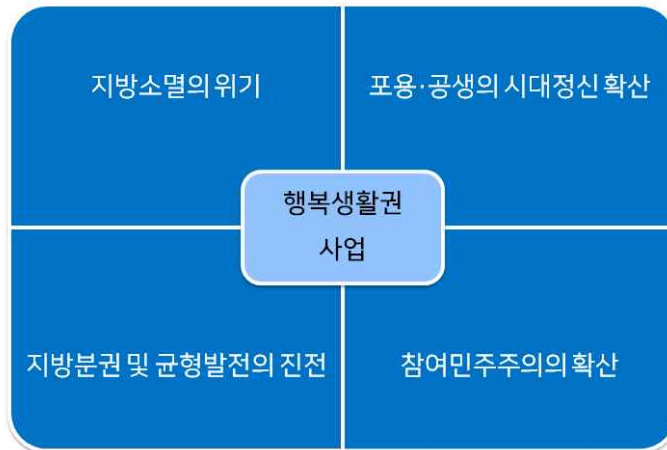 지방소멸의 위기
포용·공생의 시대정신 확산
행복생활권
사업
지방분권 및 균형발전의 진전
참여민주주의의 확산